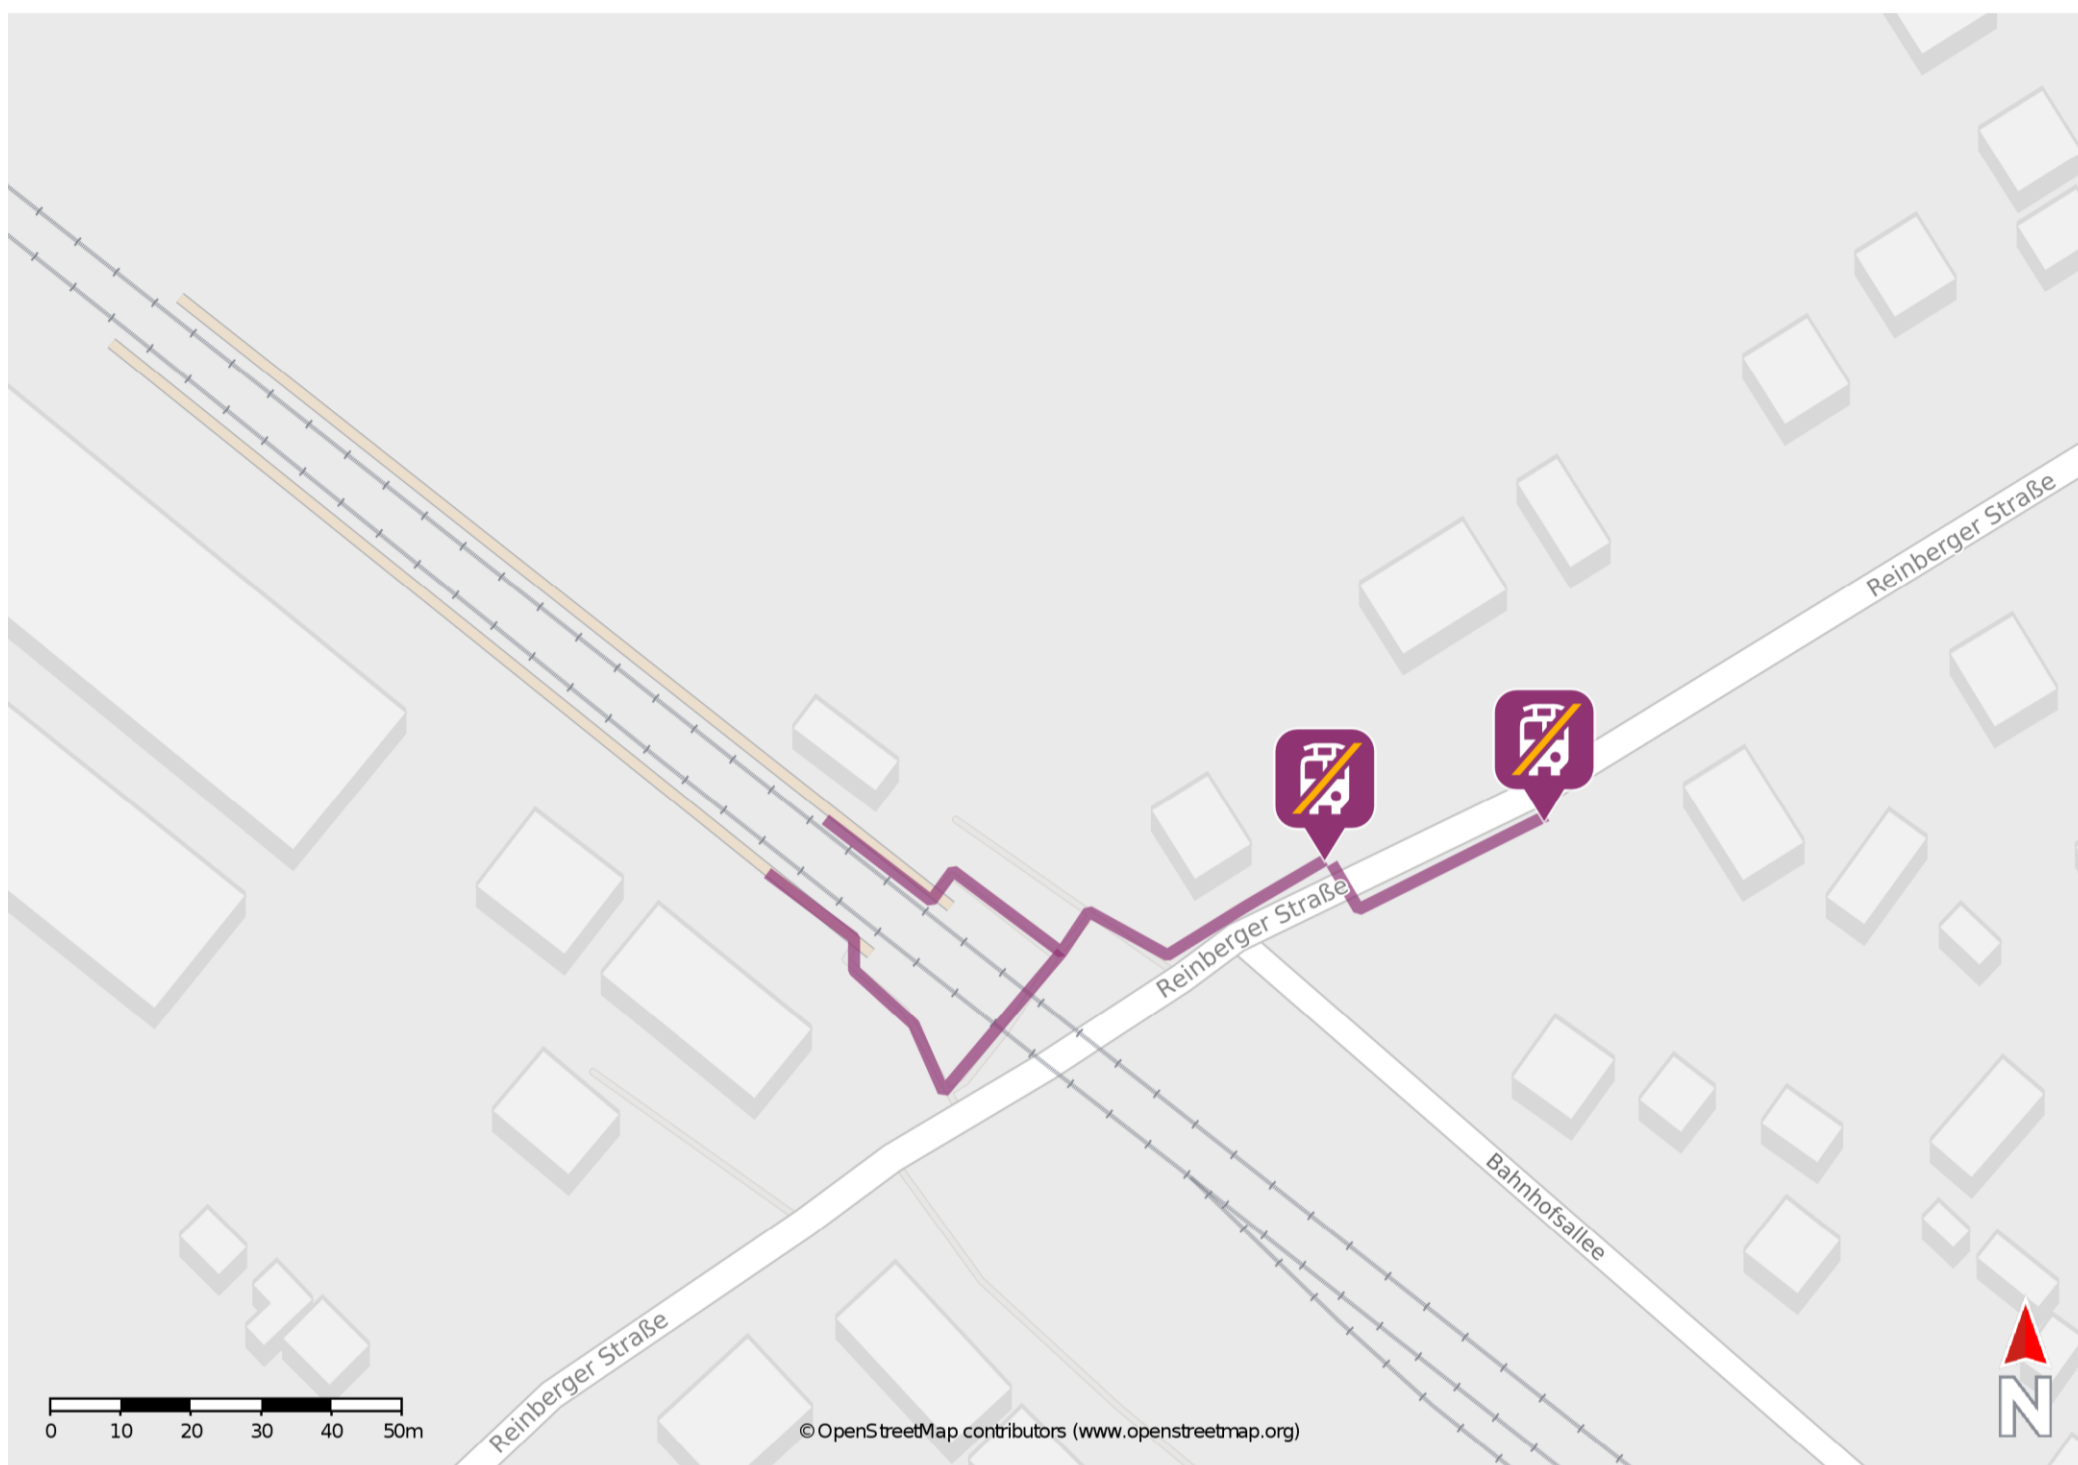 Reinberger Straße
Reinberger Straße
Bahnhofsallee
Reinberger Straße
N
0 10 20 30 40 50m
©OpenStreetMap contributors (www.openstreetmap.org)